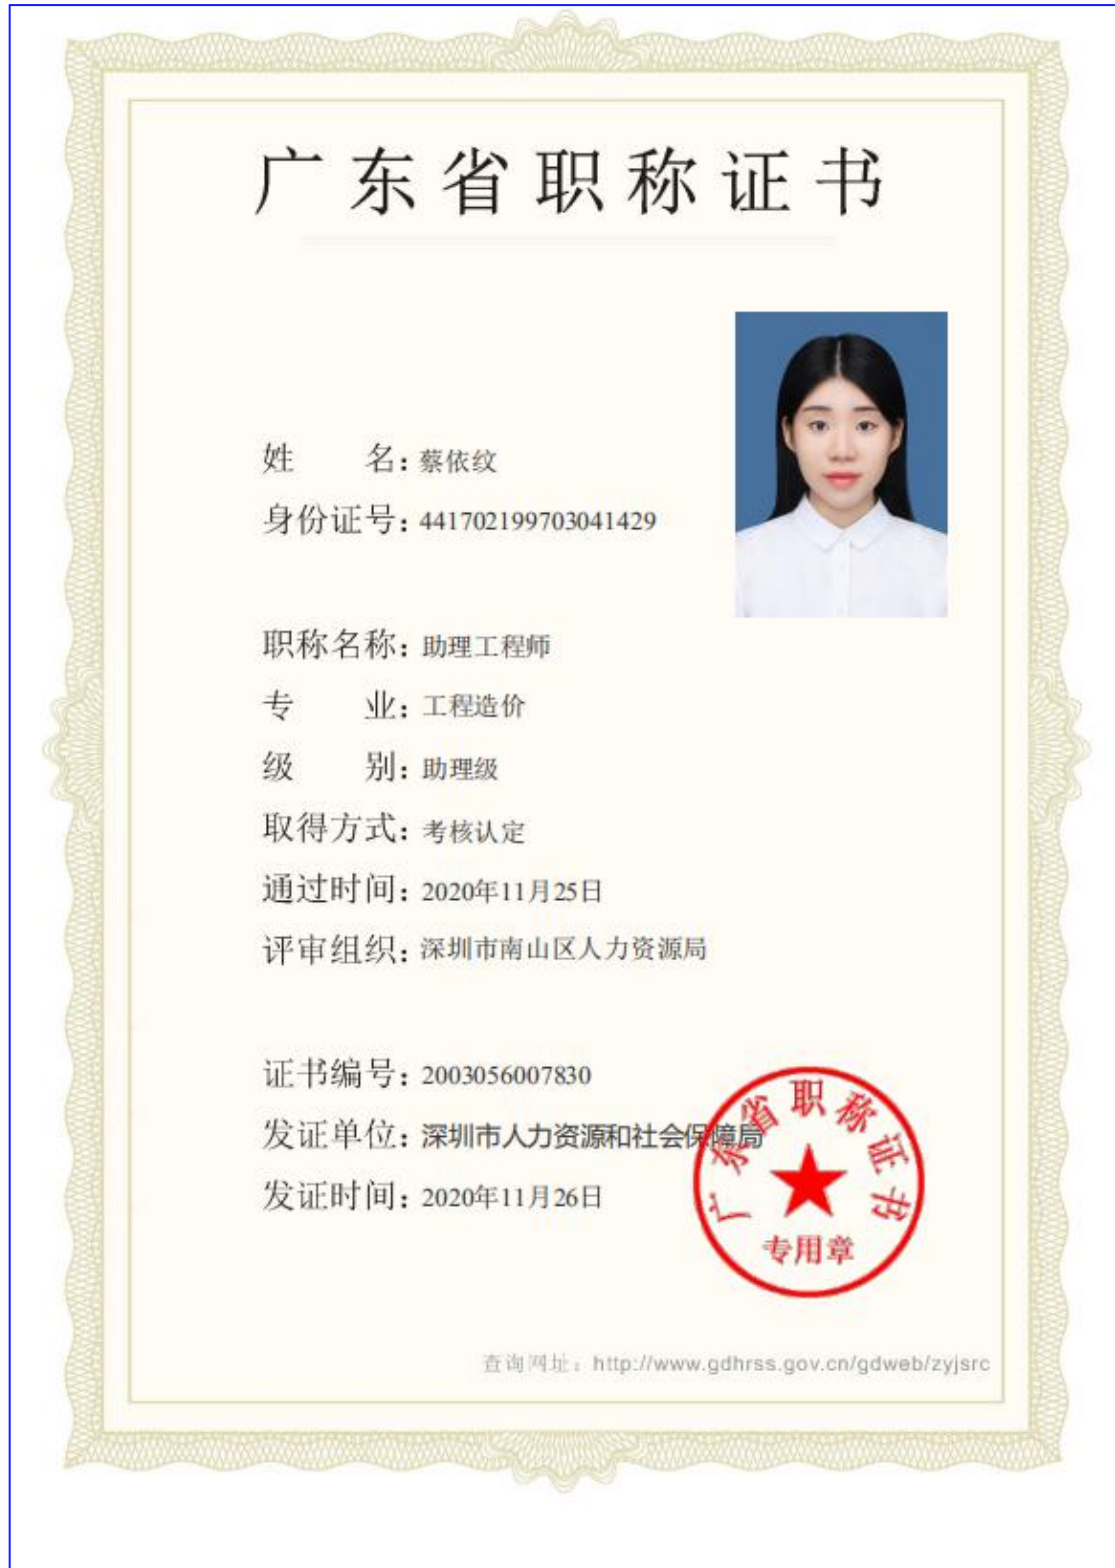 广东省职称证书
姓 名：蔡依纹
身份证号：441702199703041429
职称名称：助理工程师
专 业：工程造价
级 别：助理级
取得方式：考核认定
通过时间：2020年11月25日
评审组织：深圳市南山区人力资源局
证书编号：2003056007830
发证单位：深圳市人力资源和社会保障局
发证时间：2020年11月26日
广东省职称证书
专用章
查询网址：http://www.gdhrss.gov.cn/gdweb/zyjsrc